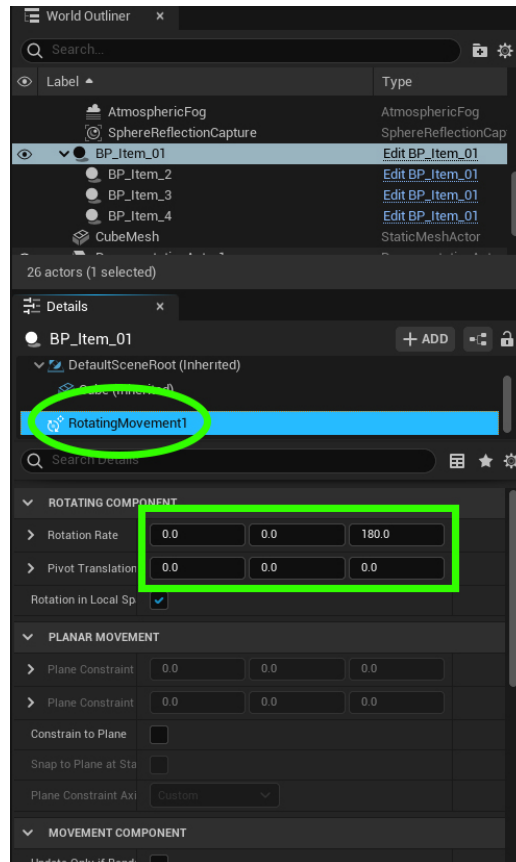 World Outliner
Search...
Label Type
AtmosphericFog AtmosphericFog
SphereReflectionCapture SphereReflectionCap
BP_Item_01 Edit BP_Item_01
BP_Item_2 Edit BP_Item_01
BP_Item_3 Edit BP_Item_01
BP_Item_4 Edit BP_Item_01
CubeMesh StaticMeshActor
26 actors (1 selected)
Details
BP_Item_01 + ADD
DefaultSceneRoot (Inherited)
Cube (Inherited)
RotatingMovement1
Search Details
ROTATING COMPONENT
Rotation Rate 0.0 0.0 180.0
Pivot Translation 0.0 0.0 0.0
Rotation in Local Sp
PLANAR MOVEMENT
Plane Constraint 0.0 0.0 0.0
Plane Constraint 0.0 0.0 0.0
Constrain to Plane
Snap to Plane at Sta
Plane Constraint Axi Custom
MOVEMENT COMPONENT